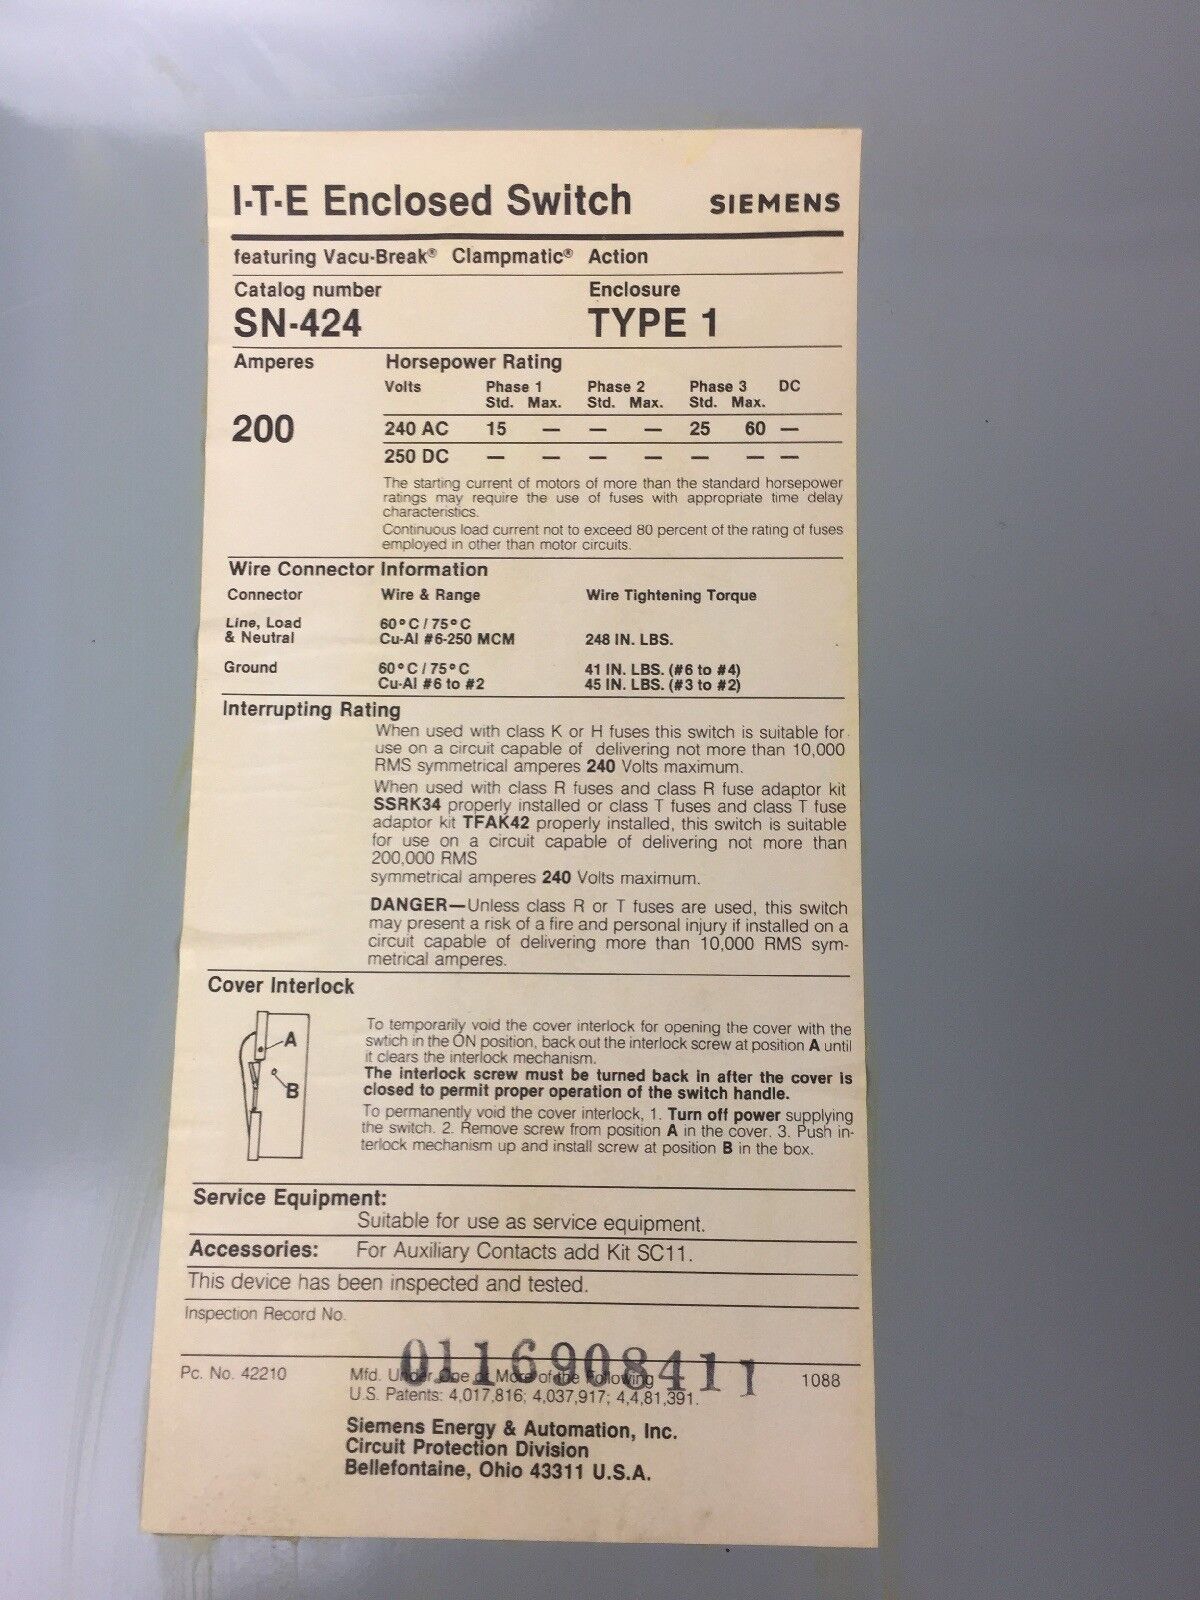 I-T-E Enclosed Switch SIEMENS
featuring Vacu-Break® Clampmatic® Action
Catalog number Enclosure
SN-424 TYPE 1
Amperes Horsepower Rating
Volts Phase 1 Phase 2 Phase 3 DC
Std. Max. Std. Max. Std. Max.
200 240 AC 15 — — — 25 60 —
250 DC — — — — — — —
The starting current of motors of more than the standard horsepower
ratings may require the use of fuses with appropriate time delay
characteristics.
Continuous load current not to exceed 80 percent of the rating of fuses
employed in other than motor circuits.
Wire Connector Information
Connector Wire & Range Wire Tightening Torque
Line, Load 60°C/75°C
& Neutral Cu-Al #6-250 MCM 248 IN. LBS.
Ground 60°C/75°C 41 IN. LBS. (#6 to #4)
Cu-Al #6 to #2 45 IN. LBS. (#3 to #2)
Interrupting Rating
When used with class K or H fuses this switch is suitable for
use on a circuit capable of delivering not more than 10,000
RMS symmetrical amperes 240 Volts maximum.
When used with class R fuses and class R fuse adaptor kit
SSRK34 properly installed or class T fuses and class T fuse
adaptor kit TFAK42 properly installed, this switch is suitable
for use on a circuit capable of delivering not more than
200,000 RMS
symmetrical amperes 240 Volts maximum.
DANGER—Unless class R or T fuses are used, this switch
may present a risk of a fire and personal injury if installed on a
circuit capable of delivering more than 10,000 RMS sym-
metrical amperes.
Cover Interlock
A
B
To temporarily void the cover interlock for opening the cover with the
swtich in the ON position, back out the interlock screw at position A until
it clears the interlock mechanism.
The interlock screw must be turned back in after the cover is
closed to permit proper operation of the switch handle.
To permanently void the cover interlock, 1. Turn off power supplying
the switch. 2. Remove screw from position A in the cover. 3. Push in-
terlock mechanism up and install screw at position B in the box.
Service Equipment:
Suitable for use as service equipment.
Accessories: For Auxiliary Contacts add Kit SC11.
This device has been inspected and tested.
Inspection Record No.
0116908411
Pc. No. 42210 Mfd. Under One or More of the Following 1088
U.S. Patents: 4,017,816; 4,037,917; 4,4,81,391.
Siemens Energy & Automation, Inc.
Circuit Protection Division
Bellefontaine, Ohio 43311 U.S.A.